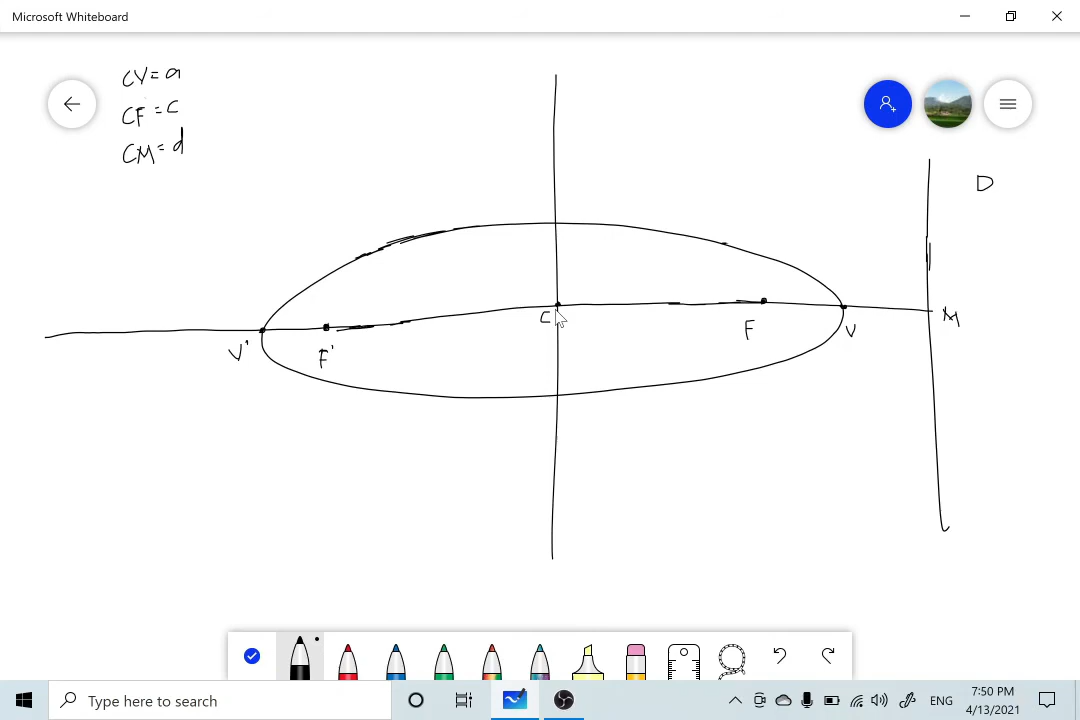 Microsoft Whiteboard
CV = a
CF = c
CM = d
D
C
M
F
V
V'
F'
Type here to search
ENG
7:50 PM
4/13/2021